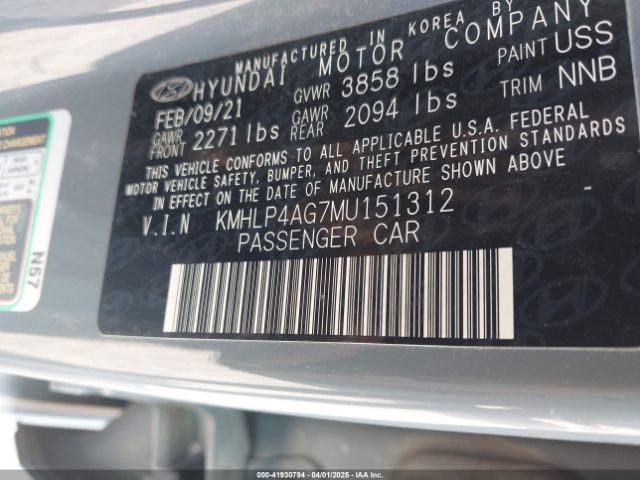 MANUFACTURED IN KOREA BY
HYUNDAI MOTOR COMPANY
FEB/09/21 GVWR 3858 lbs PAINT USS
GAWR FRONT 2271 lbs GAWR REAR 2094 lbs TRIM NNB
THIS VEHICLE CONFORMS TO ALL APPLICABLE U.S.A. FEDERAL
MOTOR VEHICLE SAFETY, BUMPER, AND THEFT PREVENTION STANDARDS
IN EFFECT ON THE DATE OF MANUFACTURE SHOWN ABOVE
V.I.N KMHLP4AG7MU151312
PASSENGER CAR
N57
000-41930794 - 04/01/2025 - IAAI.com